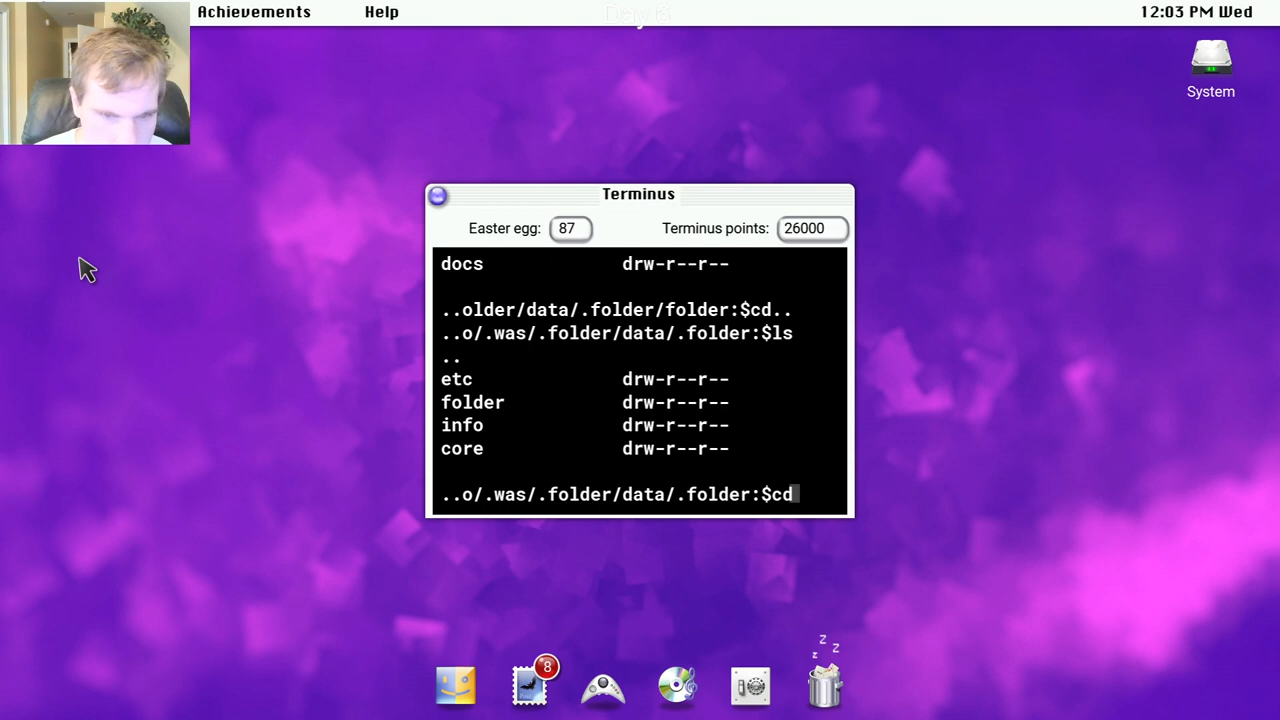 Achievements Help Day 6 12:03 PM Wed
System
Terminus
Easter egg: 87 Terminus points: 26000
docs drw-r--r--
..older/data/.folder/folder:$cd..
..o/.was/.folder/data/.folder:$ls
..
etc drw-r--r--
folder drw-r--r--
info drw-r--r--
core drw-r--r--
..o/.was/.folder/data/.folder:$cd
z z
z
8